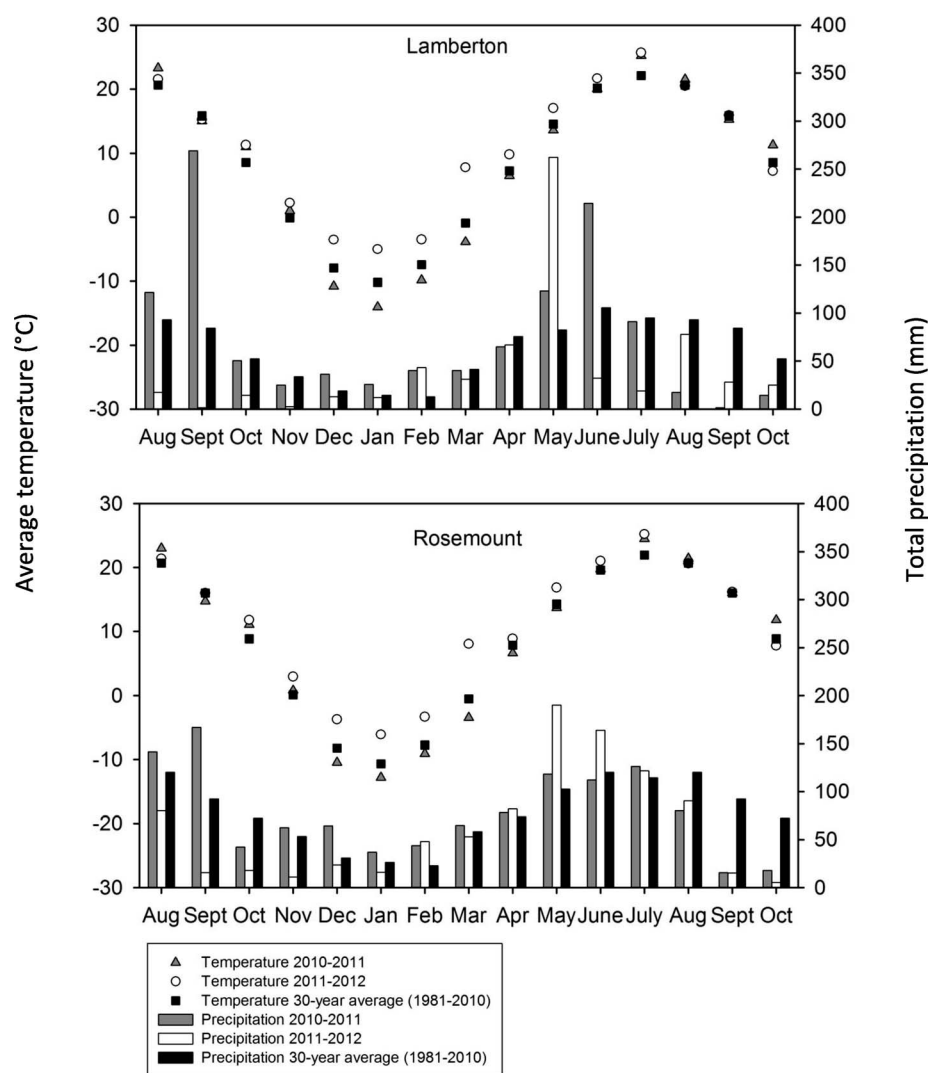 Lamberton
30
20
10
0
-10
-20
-30
400
350
300
250
200
150
100
50
0
Aug Sept Oct Nov Dec Jan Feb Mar Apr May June July Aug Sept Oct
Average temperature (°C)
Total precipitation (mm)
Rosemount
30
20
10
0
-10
-20
-30
400
350
300
250
200
150
100
50
0
Aug Sept Oct Nov Dec Jan Feb Mar Apr May June July Aug Sept Oct
Temperature 2010-2011
Temperature 2011-2012
Temperature 30-year average (1981-2010)
Precipitation 2010-2011
Precipitation 2011-2012
Precipitation 30-year average (1981-2010)